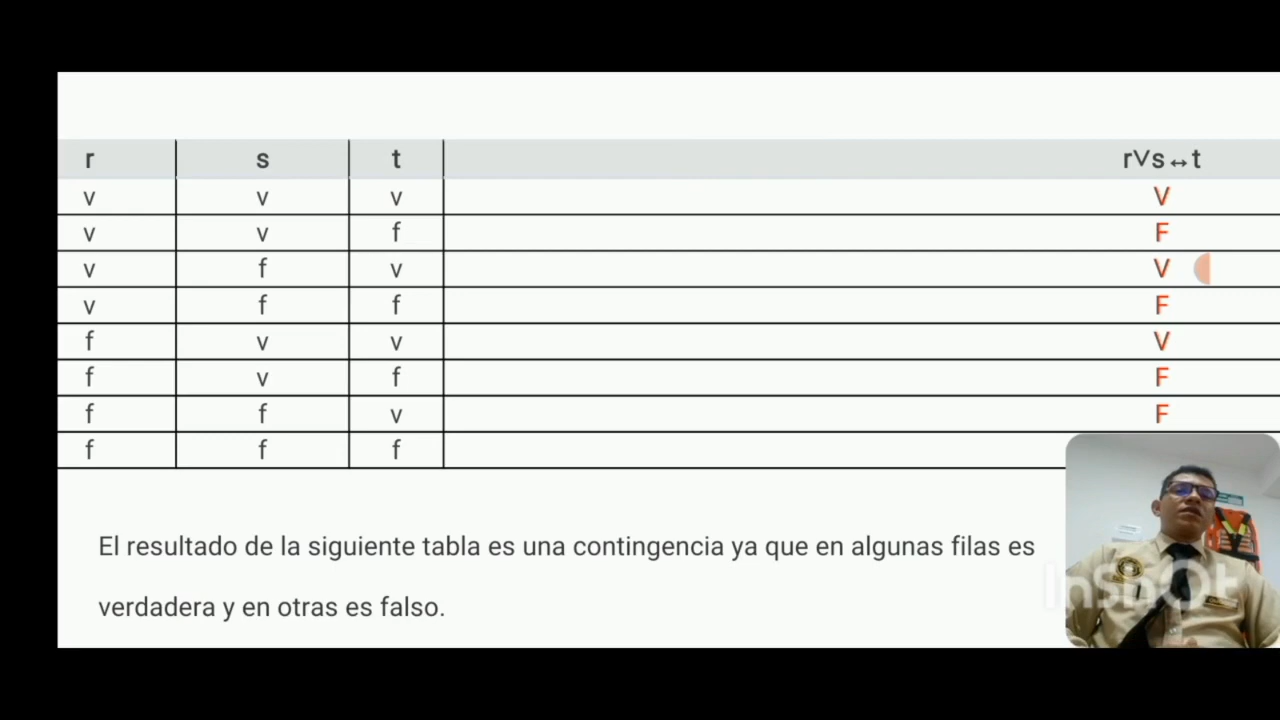 r s t r∨s↔t
v v v V
v v f F
v f v V
v f f F
f v v V
f v f F
f f v F
f f f
El resultado de la siguiente tabla es una contingencia ya que en algunas filas es
verdadera y en otras es falso.
InShOt